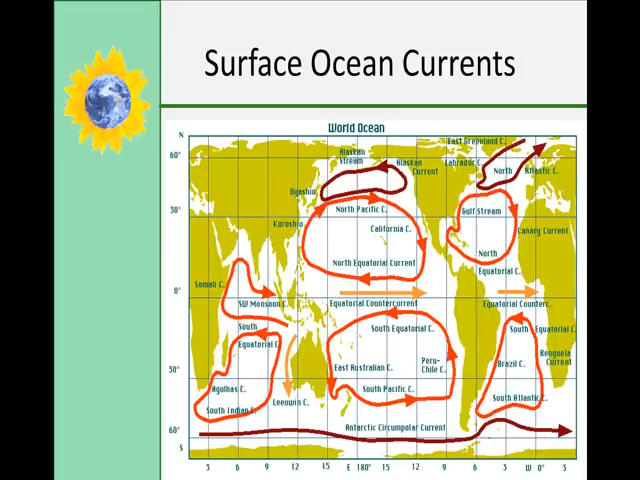 Surface Ocean Currents
World Ocean
N
East Greenland C.
60°
Alaskan
Stream
Alaskan
Current
Labrador C.
North
Atlantic C.
Oyashio
30°
North Pacific C.
Gulf Stream
Kuroshio
California C.
Canary Current
North Equatorial Current
North
Equatorial C.
Somali C.
0°
SW Monsoon C.
Equatorial Countercurrent
Equatorial Counterc.
South
Equatorial C.
South Equatorial C.
South
Equatorial C.
East Australian C.
Peru-
Chile C.
Brazil C.
Benguela
Current
30°
Agulhas C.
South Indian C.
Leeuwin C.
South Pacific C.
South Atlantic C.
60°
Antarctic Circumpolar Current
S
3 6 9 12 15 E 180° 15 12 9 6 3 W 0° 3